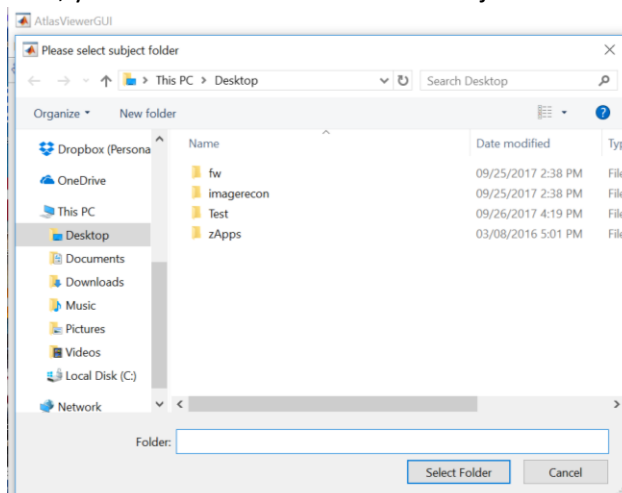 AtlasViewerGUI
Please select subject folder
This PC > Desktop
Search Desktop
Organize
New folder
Name
Date modified
Dropbox (Persona
OneDrive
This PC
Desktop
Documents
Downloads
Music
Pictures
Videos
Local Disk (C:)
Network
fw 09/25/2017 2:38 PM File
imagerecon 09/25/2017 2:38 PM File
Test 09/26/2017 4:19 PM File
zApps 03/08/2016 5:01 PM File
Folder:
Select Folder
Cancel